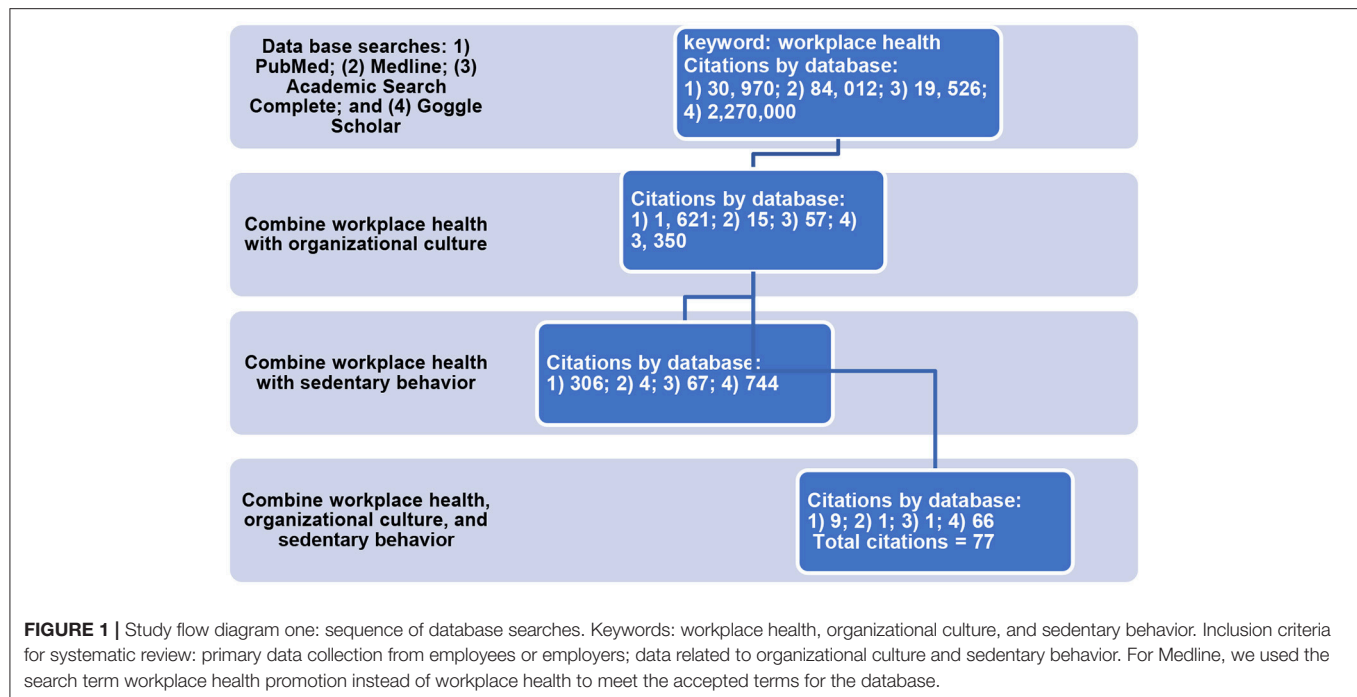 Data base searches: 1)
PubMed; (2) Medline; (3)
Academic Search
Complete; and (4) Goggle
Scholar
keyword: workplace health
Citations by database:
1) 30, 970; 2) 84, 012; 3) 19, 526;
4) 2,270,000
Combine workplace health
with organizational culture
Citations by database:
1) 1, 621; 2) 15; 3) 57; 4)
3, 350
Combine workplace health
with sedentary behavior
Citations by database:
1) 306; 2) 4; 3) 67; 4) 744
Combine workplace health,
organizational culture, and
sedentary behavior
Citations by database:
1) 9; 2) 1; 3) 1; 4) 66
Total citations = 77
FIGURE 1 | Study flow diagram one: sequence of database searches. Keywords: workplace health, organizational culture, and sedentary behavior. Inclusion criteria
for systematic review: primary data collection from employees or employers; data related to organizational culture and sedentary behavior. For Medline, we used the
search term workplace health promotion instead of workplace health to meet the accepted terms for the database.